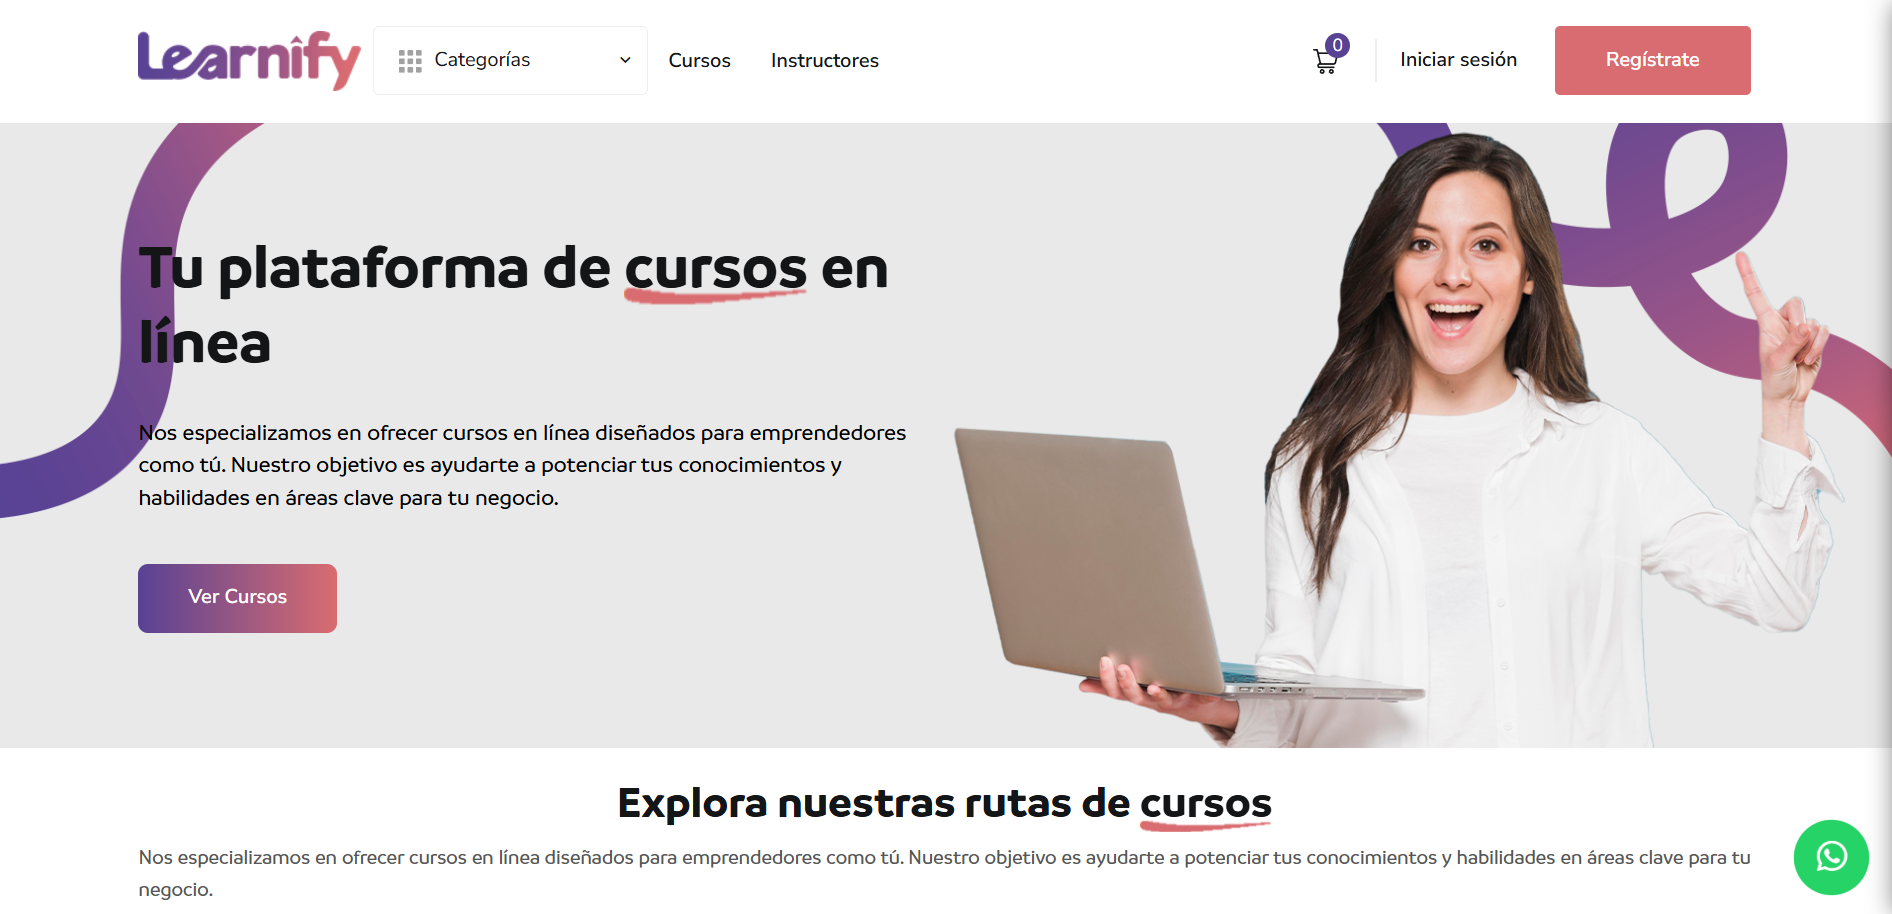 Learnify
Categorías
Cursos
Instructores
0
Iniciar sesión
Regístrate
Tu plataforma de cursos en
línea
Nos especializamos en ofrecer cursos en línea diseñados para emprendedores
como tú. Nuestro objetivo es ayudarte a potenciar tus conocimientos y
habilidades en áreas clave para tu negocio.
Ver Cursos
Explora nuestras rutas de cursos
Nos especializamos en ofrecer cursos en línea diseñados para emprendedores como tú. Nuestro objetivo es ayudarte a potenciar tus conocimientos y habilidades en áreas clave para tu
negocio.